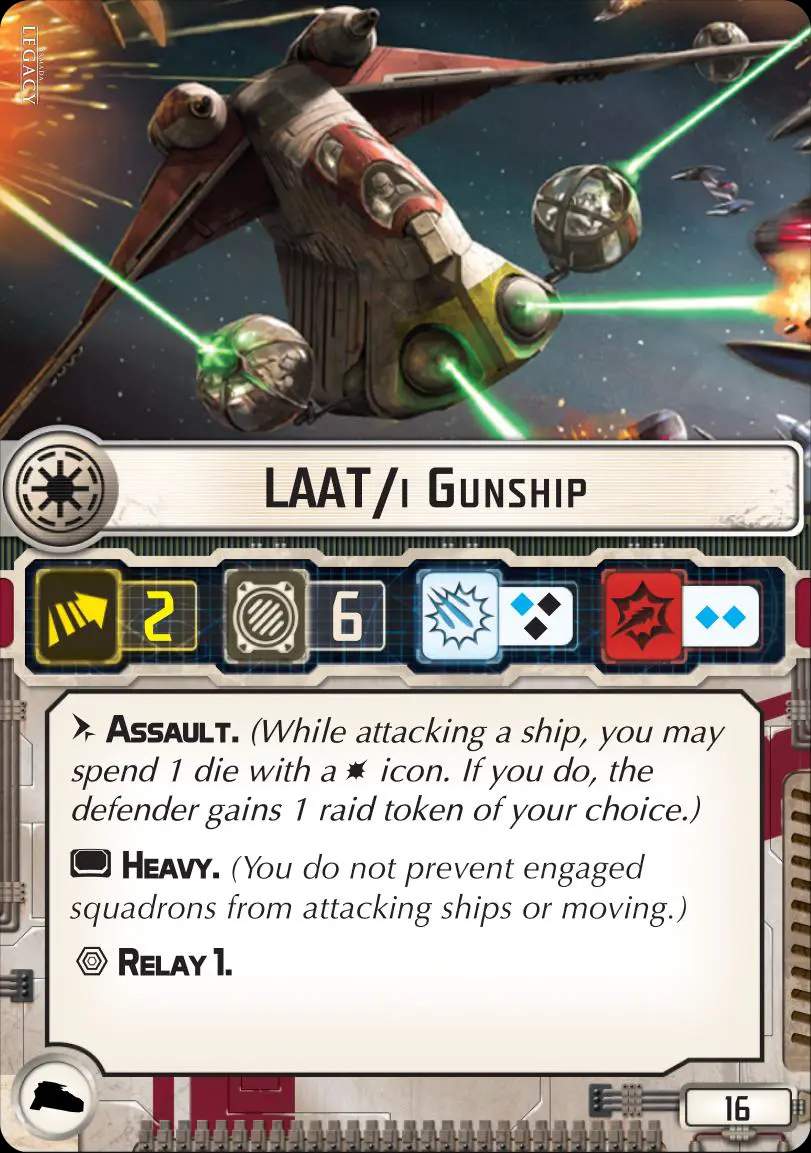 ARMADA
LEGACY
LAAT/i Gunship
2
6
Assault. (While attacking a ship, you may
spend 1 die with a icon. If you do, the
defender gains 1 raid token of your choice.)
Heavy. (You do not prevent engaged
squadrons from attacking ships or moving.)
Relay 1.
16